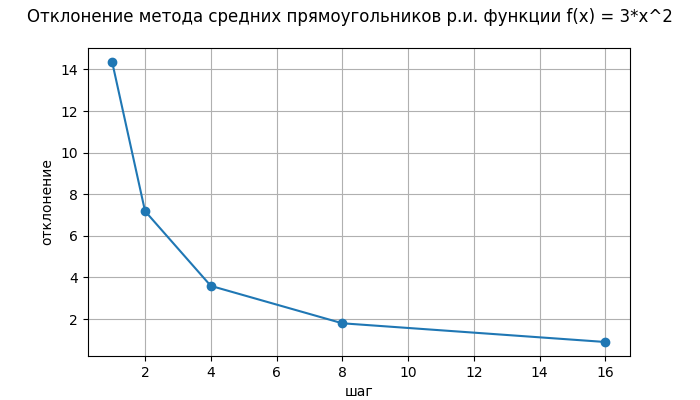 Отклонение метода средних прямоугольников р.и. функции f(x) = 3*x^2
14
12
10
8
6
4
2
отклонение
2 4 6 8 10 12 14 16
шаг